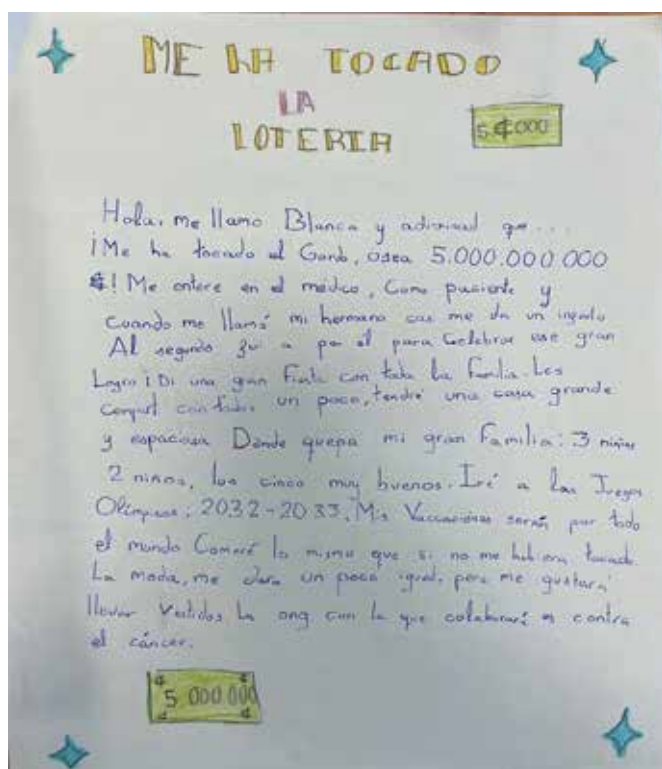 ME HA TOCADO
LA
LOTERIA
5.₡000
Hola, me llamo Blanca y adivinad que...
¡Me ha tocado el Gordo, osea 5.000.000.000
$! Me entere en el médico, Como paciente y
Cuando me llamó mi hermano casi me da un ingarto
Al segundo fui a por el para Celebrar ese gran
Logro ¡Di una gran Fiesta con toda la familia. Les
compartí con todos un poco, tendré una casa grande
y espaciosa Donde quepa mi gran Familia: 3 niñas
2 niños, los cinco muy buenos. Iré a los Juegos
Olimpicos: 2032-2033. Mis Vacaciones serán por todo
el mundo Comeré lo mismo que si no me hubiera tocado
La moda, me dara un poco igual, pero me gustará
llevar Vestidos La ong con la que colaboraré es contra
el cáncer.
5 000.000